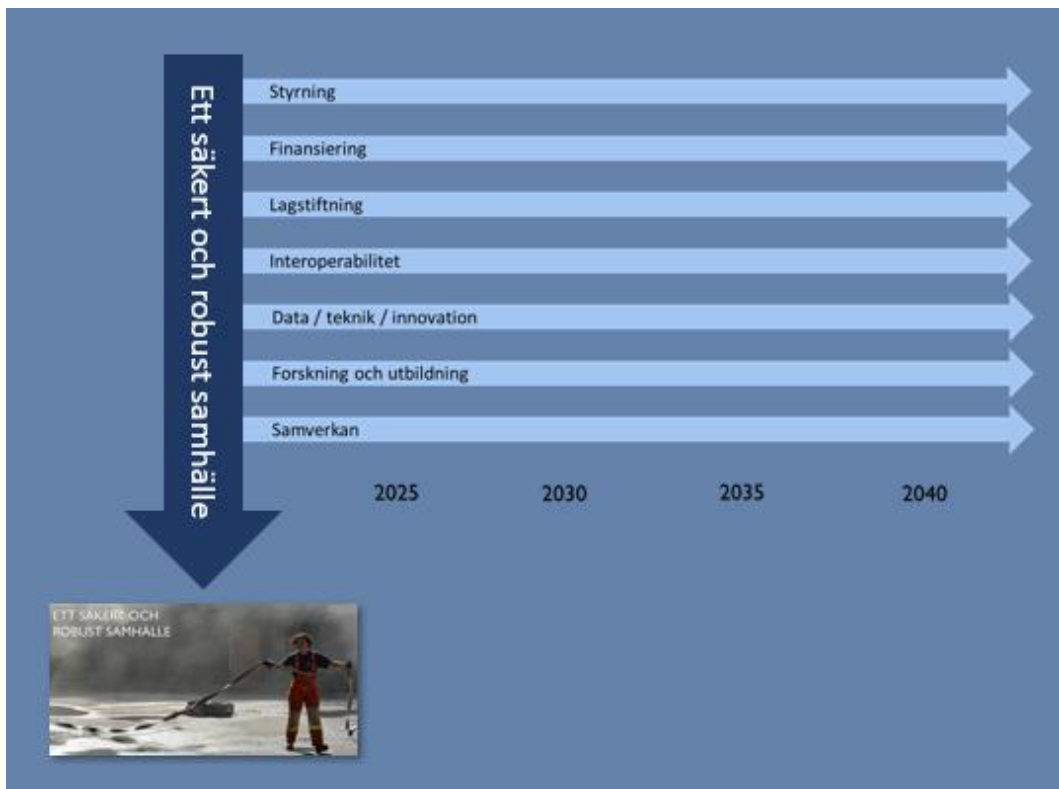 Ett säkert och robust samhälle
Styrning
Finansiering
Lagstiftning
Interoperabilitet
Data / teknik / innovation
Forskning och utbildning
Samverkan
2025 2030 2035 2040
ETT SÄKERT OCH
ROBUST SAMHÄLLE